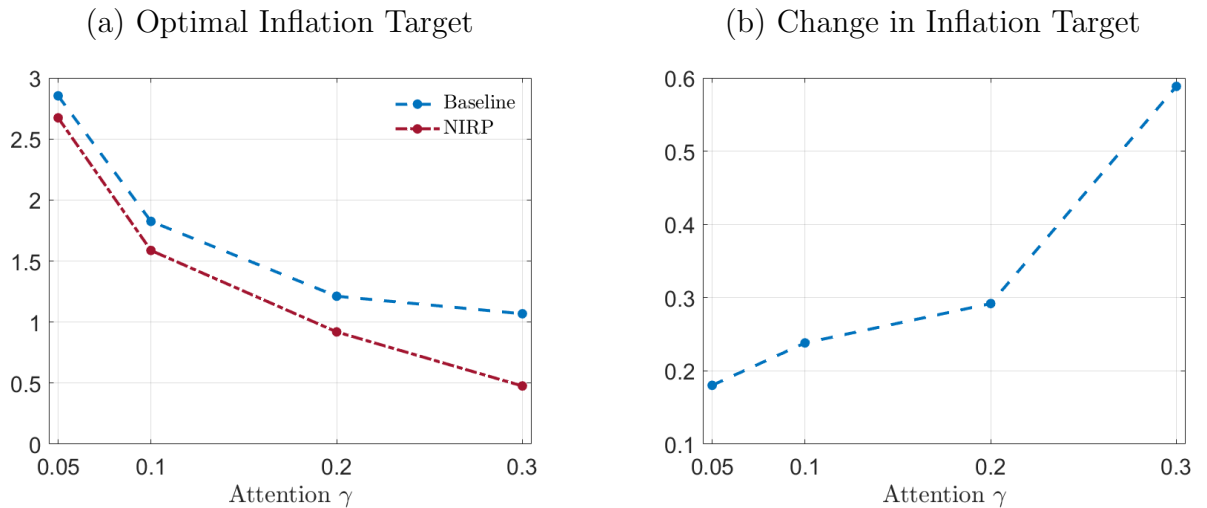 (a) Optimal Inflation Target
3
2.5
2
1.5
1
0.5
0
Baseline
NIRP
0.05 0.1 0.2 0.3
Attention γ
(b) Change in Inflation Target
0.6
0.5
0.4
0.3
0.2
0.1
0.05 0.1 0.2 0.3
Attention γ